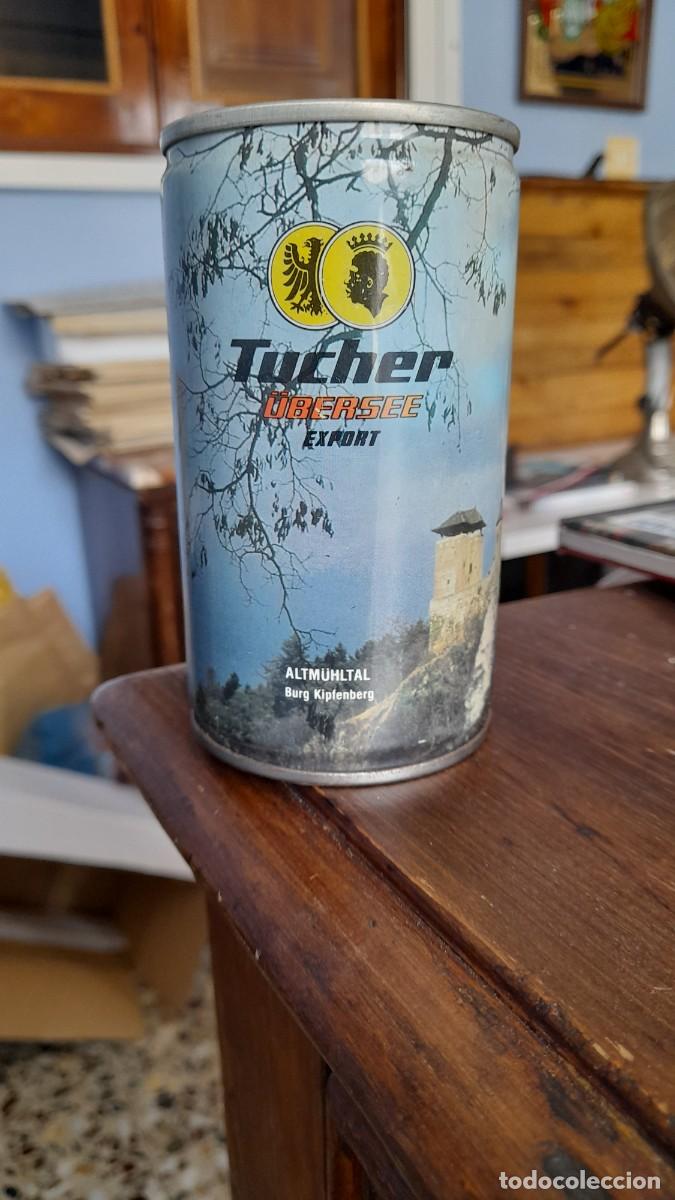 Tucher
ÜBERSEE
EXPORT
ALTMÜHLTAL
Burg Kipfenberg
todocoleccion